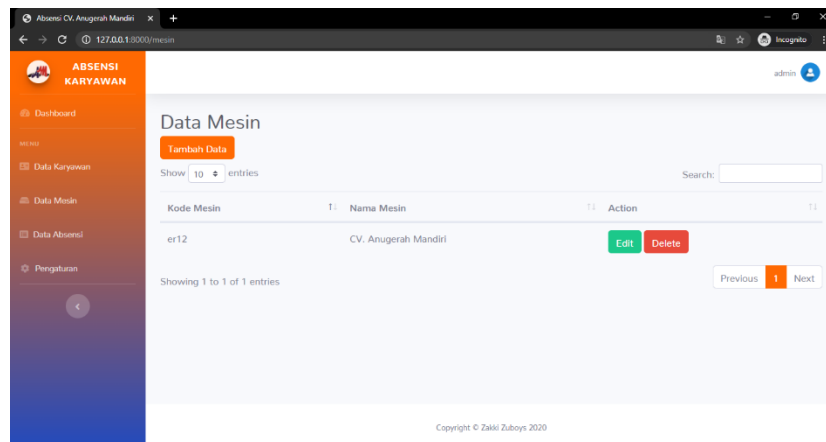 Absensi CV. Anugerah Mandiri
127.0.0.1:8000/mesin
Incognito
ABSENSI
KARYAWAN
admin
Dashboard
MENU
Data Karyawan
Data Mesin
Data Absensi
Pengaturan
Data Mesin
Tambah Data
Show 10 entries
Search:
Kode Mesin Nama Mesin Action
er12 CV. Anugerah Mandiri Edit Delete
Showing 1 to 1 of 1 entries
Previous 1 Next
Copyright © Zakki Zuboys 2020